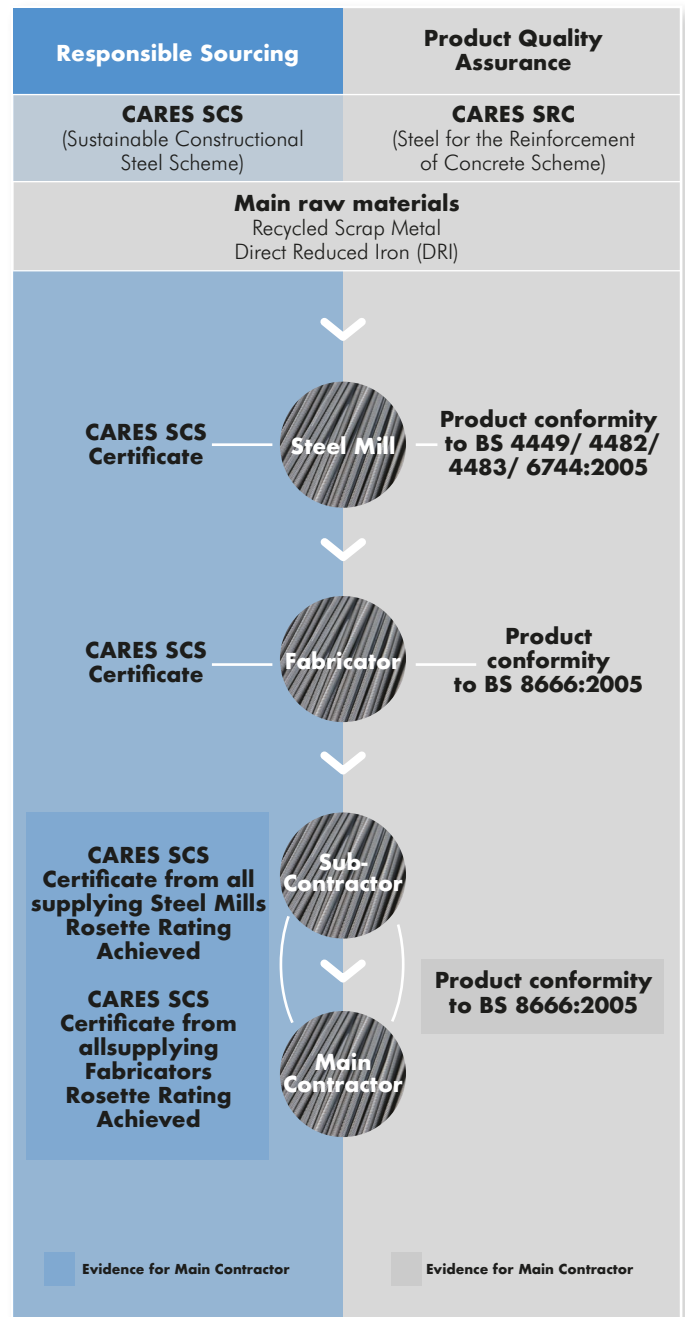 Responsible Sourcing
Product Quality
Assurance
CARES SCS
(Sustainable Constructional
Steel Scheme)
CARES SRC
(Steel for the Reinforcement
of Concrete Scheme)
Main raw materials
Recycled Scrap Metal
Direct Reduced Iron (DRI)
CARES SCS
Certificate
Steel Mill
Product conformity
to BS 4449/ 4482/
4483/ 6744:2005
CARES SCS
Certificate
Fabricator
Product
conformity
to BS 8666:2005
CARES SCS
Certificate from all
supplying Steel Mills
Rosette Rating
Achieved
CARES SCS
Certificate from
allsupplying
Fabricators
Rosette Rating
Achieved
Sub-
Contractor
Main
Contractor
Product conformity
to BS 8666:2005
Evidence for Main Contractor
Evidence for Main Contractor